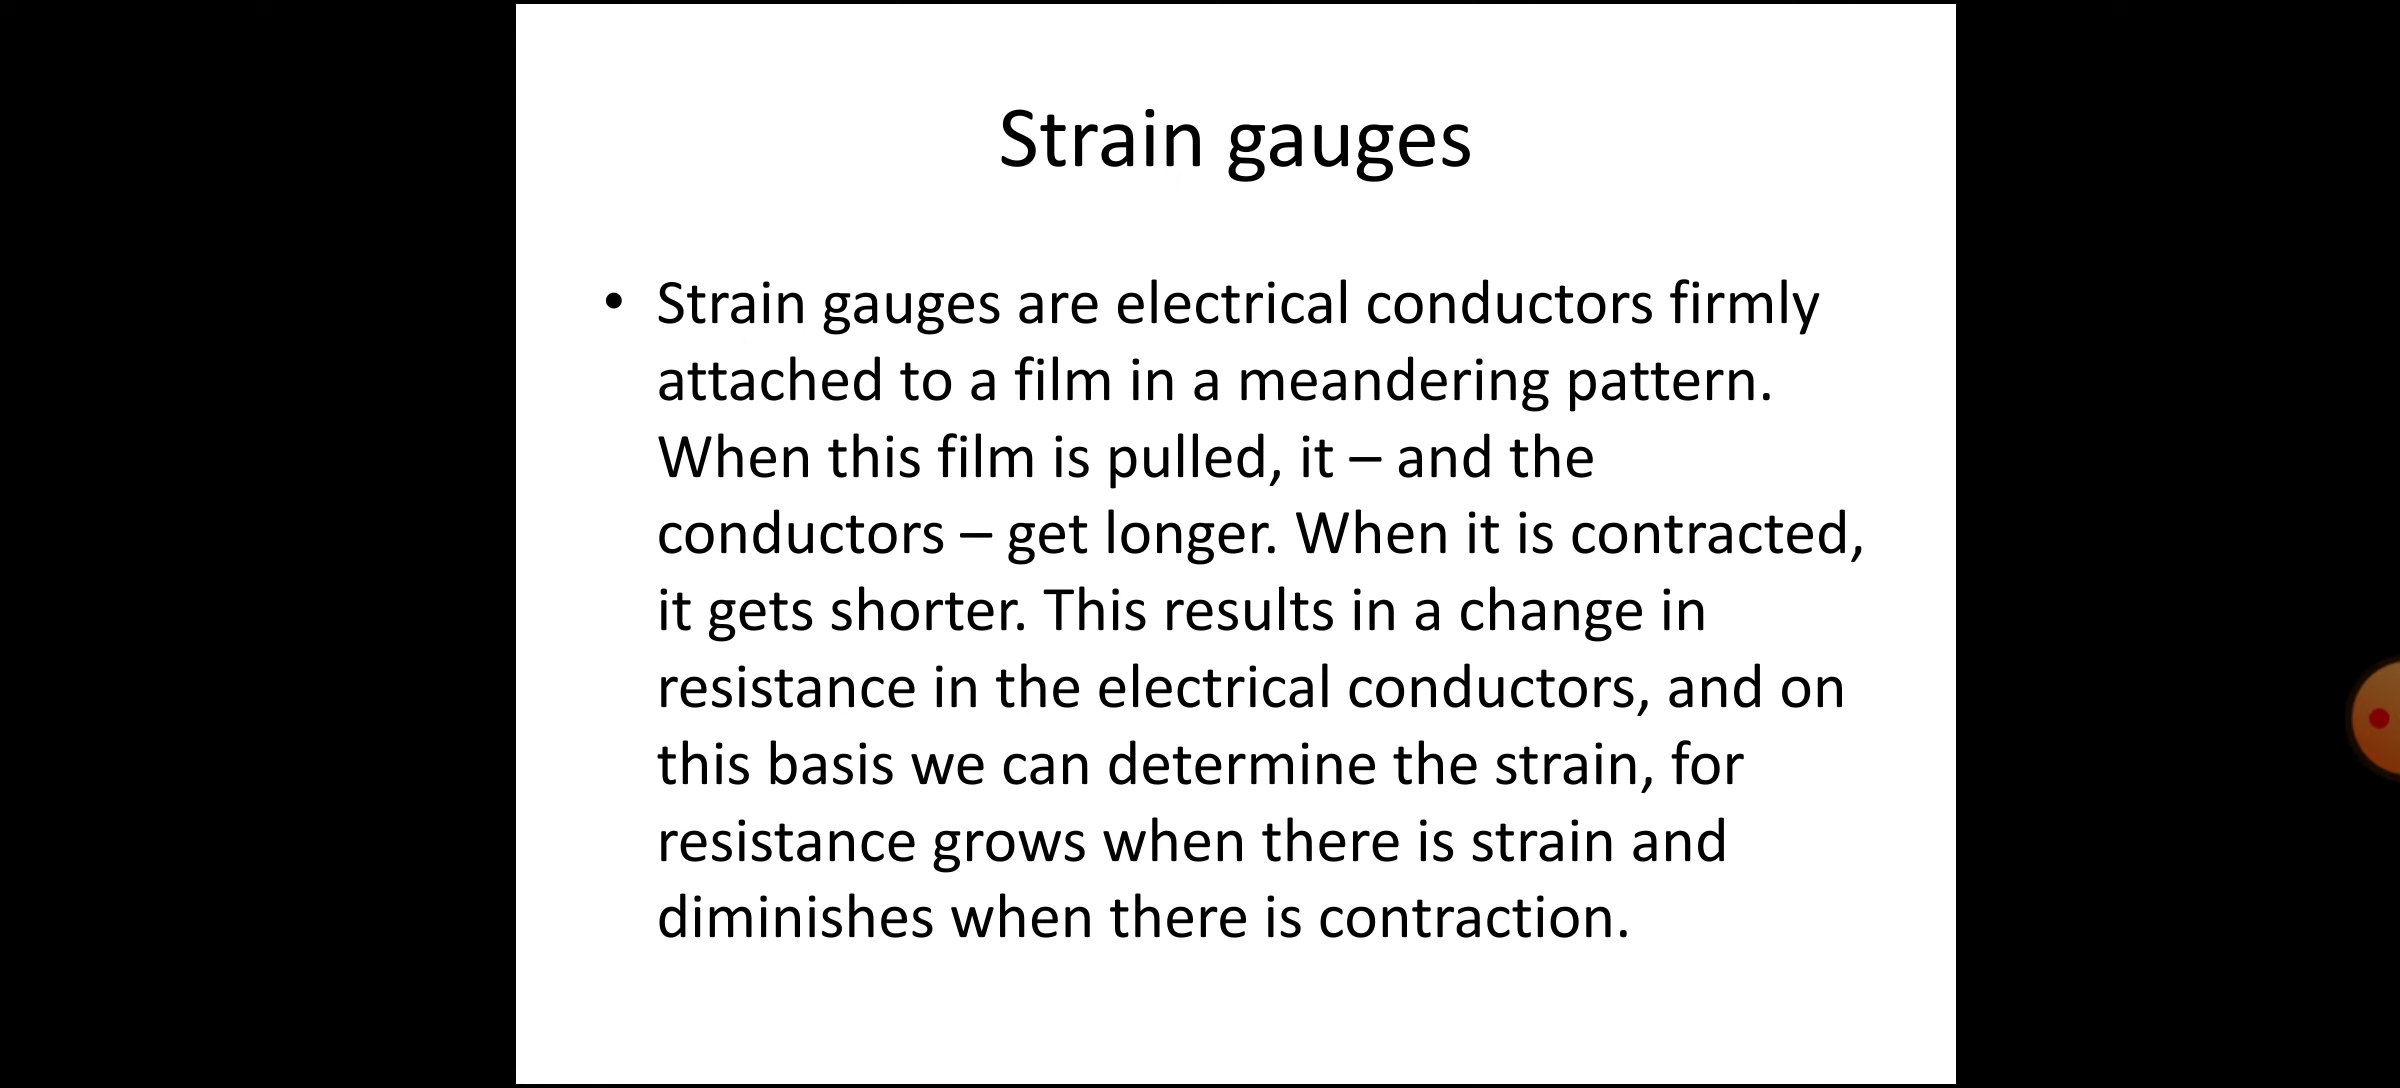 Strain gauges
• Strain gauges are electrical conductors firmly
attached to a film in a meandering pattern.
When this film is pulled, it – and the
conductors – get longer. When it is contracted,
it gets shorter. This results in a change in
resistance in the electrical conductors, and on
this basis we can determine the strain, for
resistance grows when there is strain and
diminishes when there is contraction.